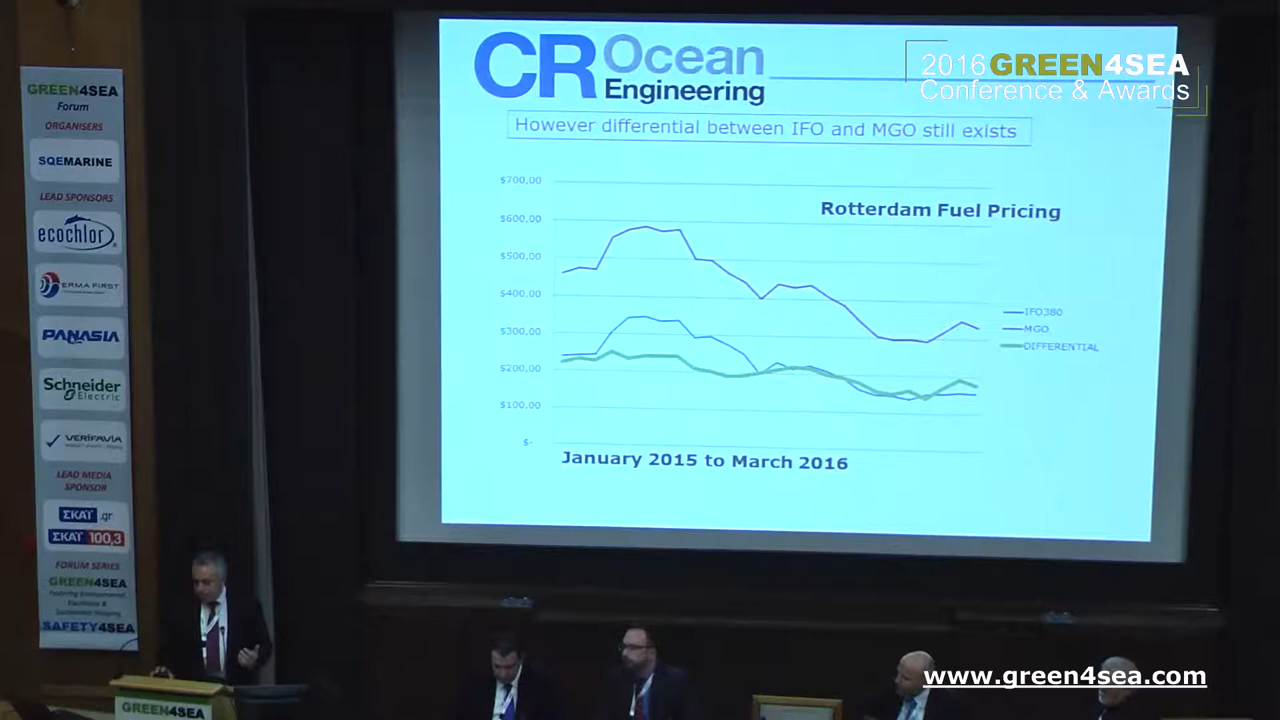 GREEN4SEA
Forum
ORGANISERS
SQEMARINE
LEAD SPONSORS
ecochlor
ERMA FIRST
PANASIA
Schneider
Electric
VERIFAVIA
LEAD MEDIA
SPONSOR
ΣΚΑΪ.gr
ΣΚΑΪ 100,3
FORUM SERIES
GREEN4SEA
SAFETY4SEA
CR Ocean
Engineering
2016 GREEN4SEA
Conference & Awards
However differential between IFO and MGO still exists
$700,00
$600,00
$500,00
$400,00
$300,00
$200,00
$100,00
$-
Rotterdam Fuel Pricing
IFO380
MGO
DIFFERENTIAL
January 2015 to March 2016
GREEN4SEA
www.green4sea.com